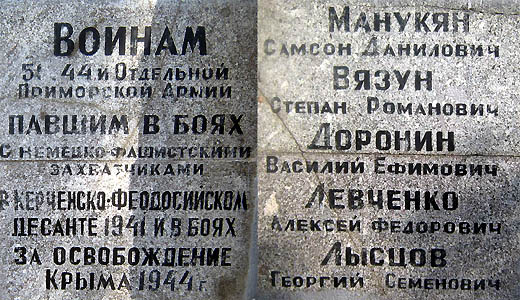 Воинам
51, 44 и Отдельной
Приморской Армии
павшим в боях
с немецко-фашистскими
захватчиками
в Керченско-Феодосийском
десанте 1941 и в боях
за освобождение
Крыма 1944 г.
Манукян
Самсон Данилович
Вязун
Степан Романович
Доронин
Василий Ефимович
Левченко
Алексей Федорович
Лысцов
Георгий Семенович